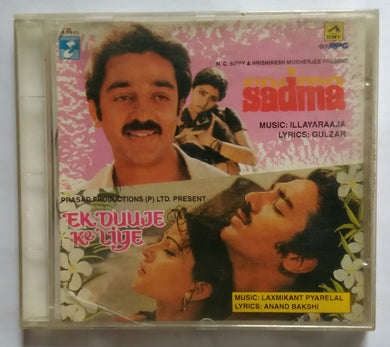 HMV
RPG
N. C. SIPPY & HRISHIKESH MUKHERJEE PRESENT
sadma
MUSIC: ILLAYARAAJA
LYRICS: GULZAR
PRASAD PRODUCTIONS (P) LTD. PRESENT
EK DUUJE
Ke LIYE
MUSIC: LAXMIKANT PYARELAL
LYRICS: ANAND BAKSHI